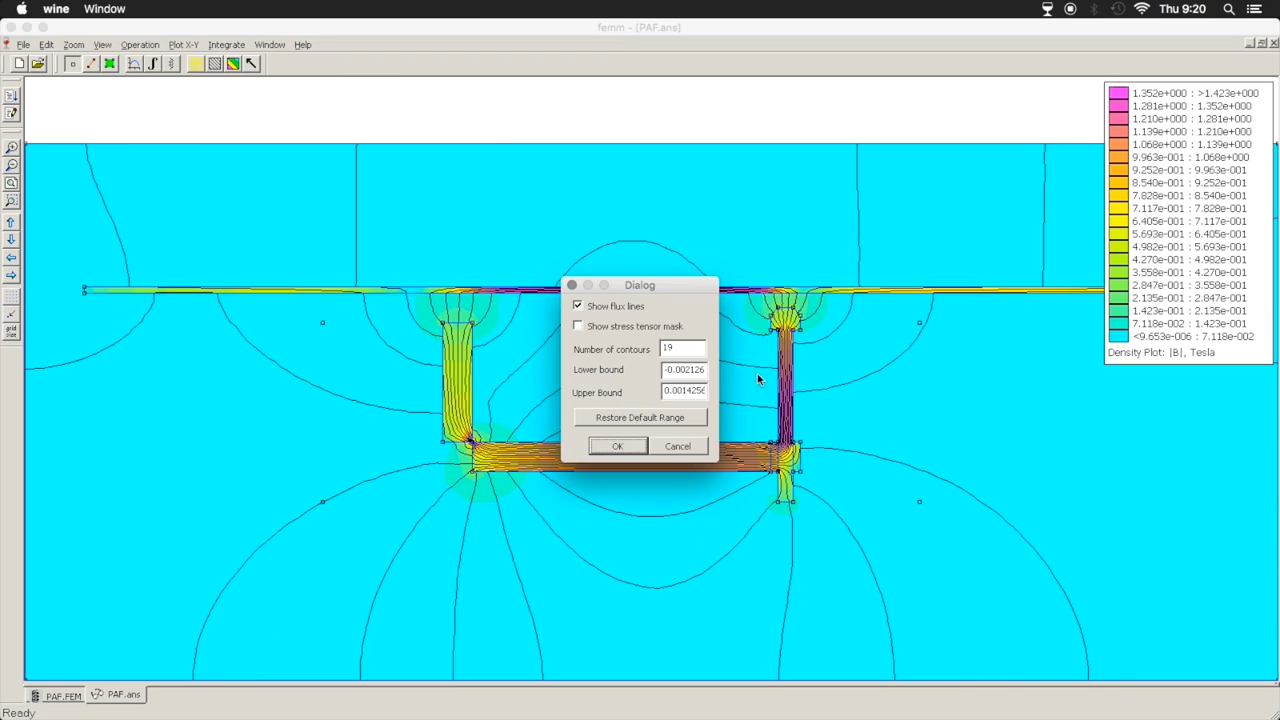 wine Window Thu 9:20
femm - [PAF.ans]
File Edit Zoom View Operation Plot X-Y Integrate Window Help
grid
size
1.352e+000 : >1.423e+000
1.281e+000 : 1.352e+000
1.210e+000 : 1.281e+000
1.139e+000 : 1.210e+000
1.068e+000 : 1.139e+000
9.963e-001 : 1.068e+000
9.252e-001 : 9.963e-001
8.540e-001 : 9.252e-001
7.828e-001 : 8.540e-001
7.117e-001 : 7.828e-001
6.405e-001 : 7.117e-001
5.693e-001 : 6.405e-001
4.982e-001 : 5.693e-001
4.270e-001 : 4.982e-001
3.558e-001 : 4.270e-001
2.847e-001 : 3.558e-001
2.135e-001 : 2.847e-001
1.423e-001 : 2.135e-001
7.118e-002 : 1.423e-001
<9.653e-006 : 7.118e-002
Density Plot: |B|, Tesla
Dialog
Show flux lines
Show stress tensor mask
Number of contours 19
Lower bound -0.002126
Upper Bound 0.0014256
Restore Default Range
OK Cancel
PAF.FEM PAF.ans
Ready